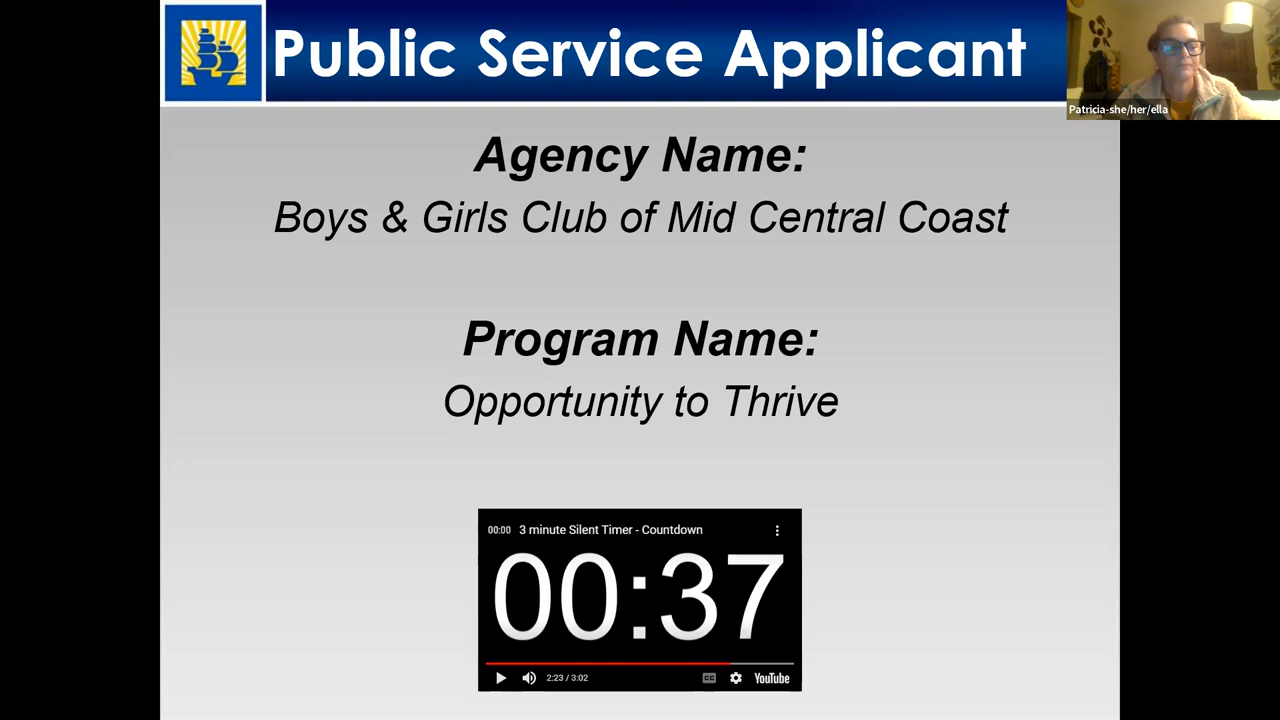 Public Service Applicant
Patricia-she/her/ella
Agency Name:
Boys & Girls Club of Mid Central Coast
Program Name:
Opportunity to Thrive
00:00 3 minute Silent Timer - Countdown
00:37
2:23 / 3:02
CC
YouTube